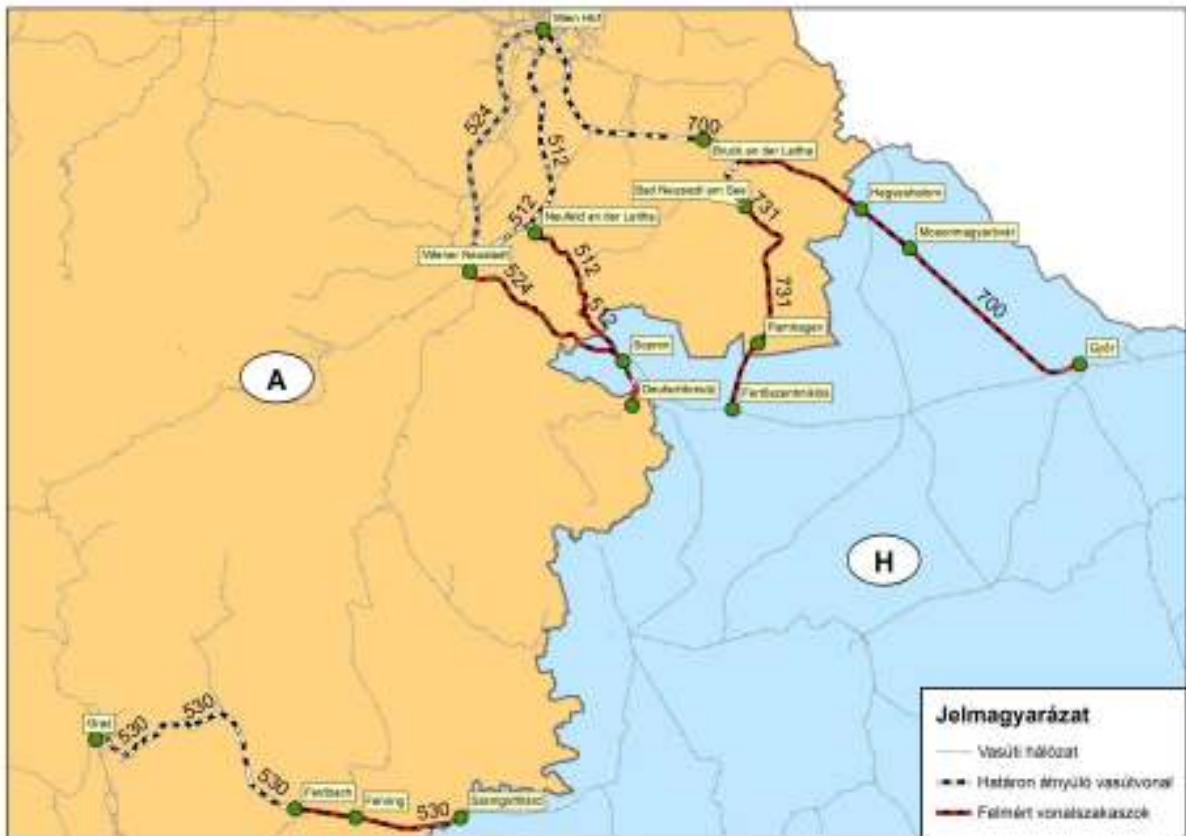 Wien Hbf
524
512
700
Bruck an der Leitha
Bad Neusiedl am See
731
Hegyeshalom
512
Neufeld an der Leitha
Mosonmagyaróvár
Wiener Neustadt
524
512
731
700
512
Pamhagen
Sopron
Győr
A
Deutschkreutz
Fertőszentmiklós
H
530
Graz
530
530
Feldbach
Fehring
530
Szentgotthárd
Jelmagyarázat
Vasúti hálózat
Határon átnyúló vasútvonal
Felmért vonalszakaszok